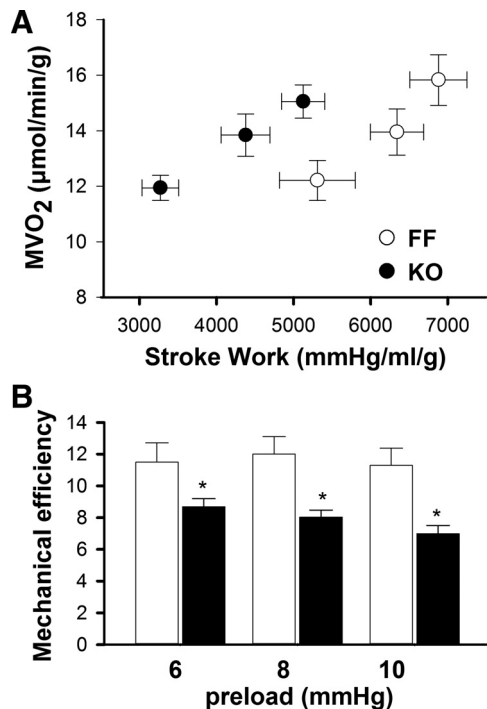 A
MVO₂ (µmol/min/g)
18
16
14
12
10
8
FF
KO
3000 4000 5000 6000 7000
Stroke Work (mmHg/ml/g)
B
Mechanical efficiency
14
12
10
8
6
4
2
0
* * *
6 8 10
preload (mmHg)